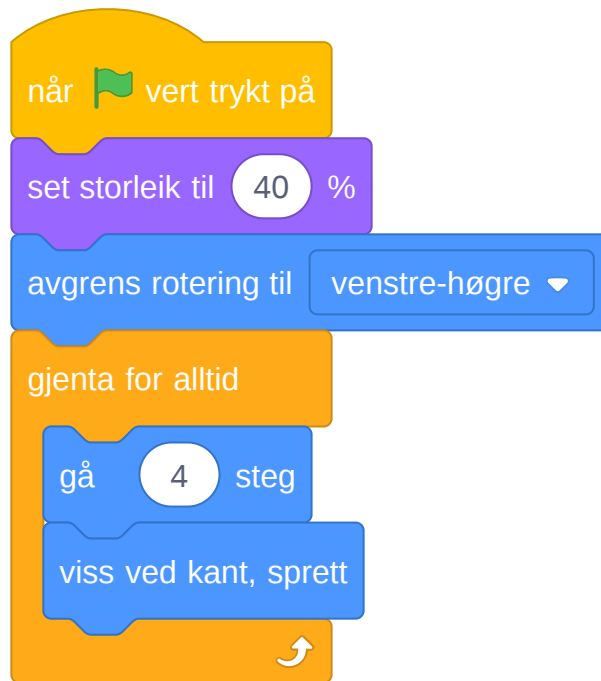 når vert trykt på
set storleik til 40 %
avgrens rotering til venstre-høgre
gjenta for alltid
gå 4 steg
viss ved kant, sprett